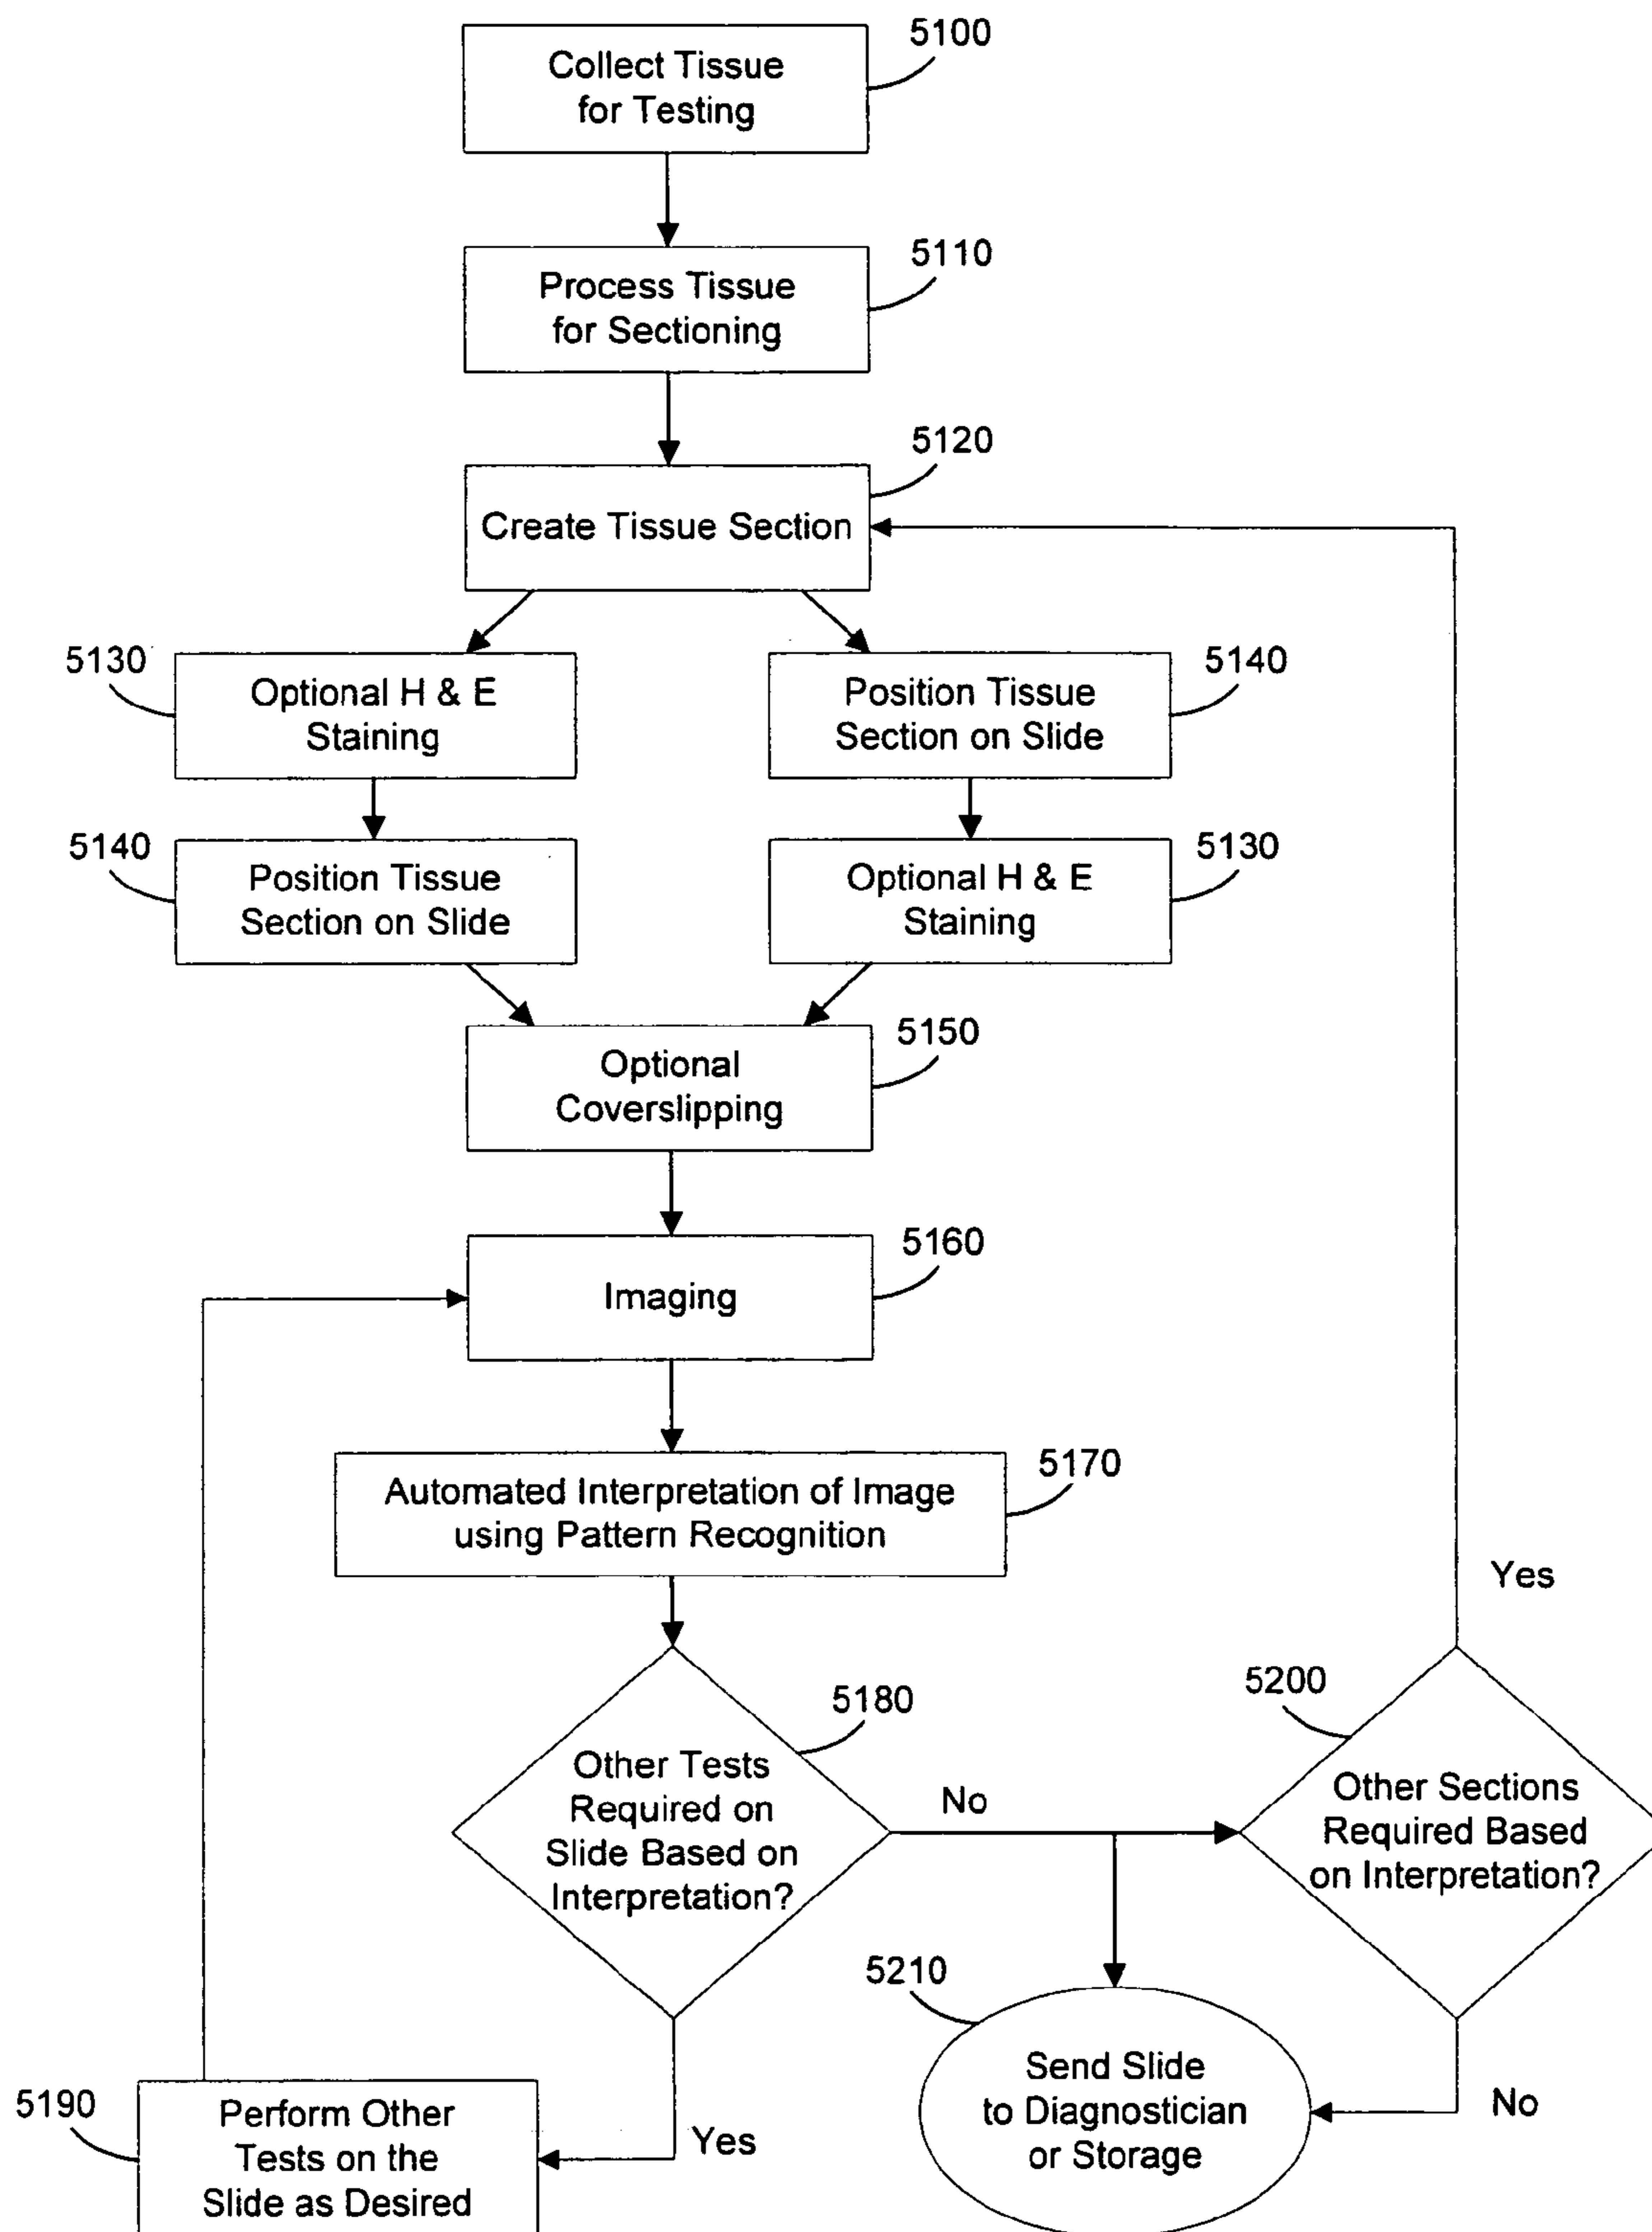 5100
Collect Tissue
for Testing
5110
Process Tissue
for Sectioning
5120
Create Tissue Section
5130
Optional H & E
Staining
5140
Position Tissue
Section on Slide
5140
Position Tissue
Section on Slide
5130
Optional H & E
Staining
5150
Optional
Coverslipping
5160
Imaging
5170
Automated Interpretation of Image
using Pattern Recognition
Yes
5180
Other Tests
Required on
Slide Based on
Interpretation?
No
5200
Other Sections
Required Based
on Interpretation?
5210
Send Slide
to Diagnostician
or Storage
No
5190
Perform Other
Tests on the
Slide as Desired
Yes